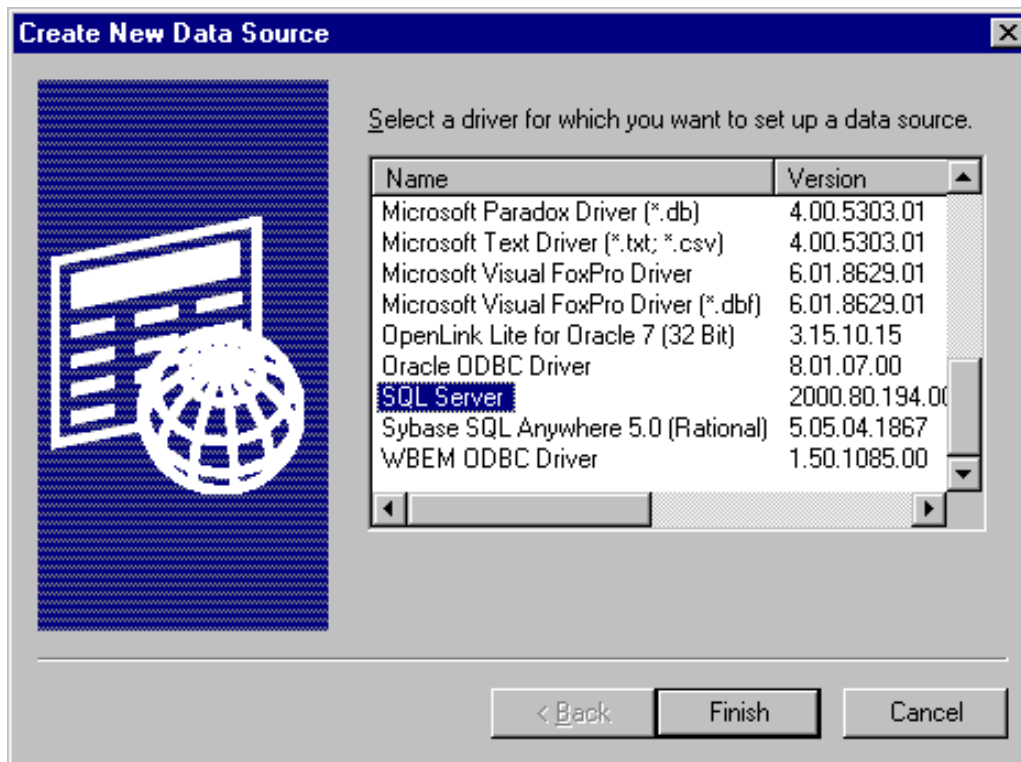 Create New Data Source
Select a driver for which you want to set up a data source.
Name Version
Microsoft Paradox Driver (*.db) 4.00.5303.01
Microsoft Text Driver (*.txt; *.csv) 4.00.5303.01
Microsoft Visual FoxPro Driver 6.01.8629.01
Microsoft Visual FoxPro Driver (*.dbf) 6.01.8629.01
OpenLink Lite for Oracle 7 (32 Bit) 3.15.10.15
Oracle ODBC Driver 8.01.07.00
SQL Server 2000.80.194.00
Sybase SQL Anywhere 5.0 (Rational) 5.05.04.1867
WBEM ODBC Driver 1.50.1085.00
< Back Finish Cancel